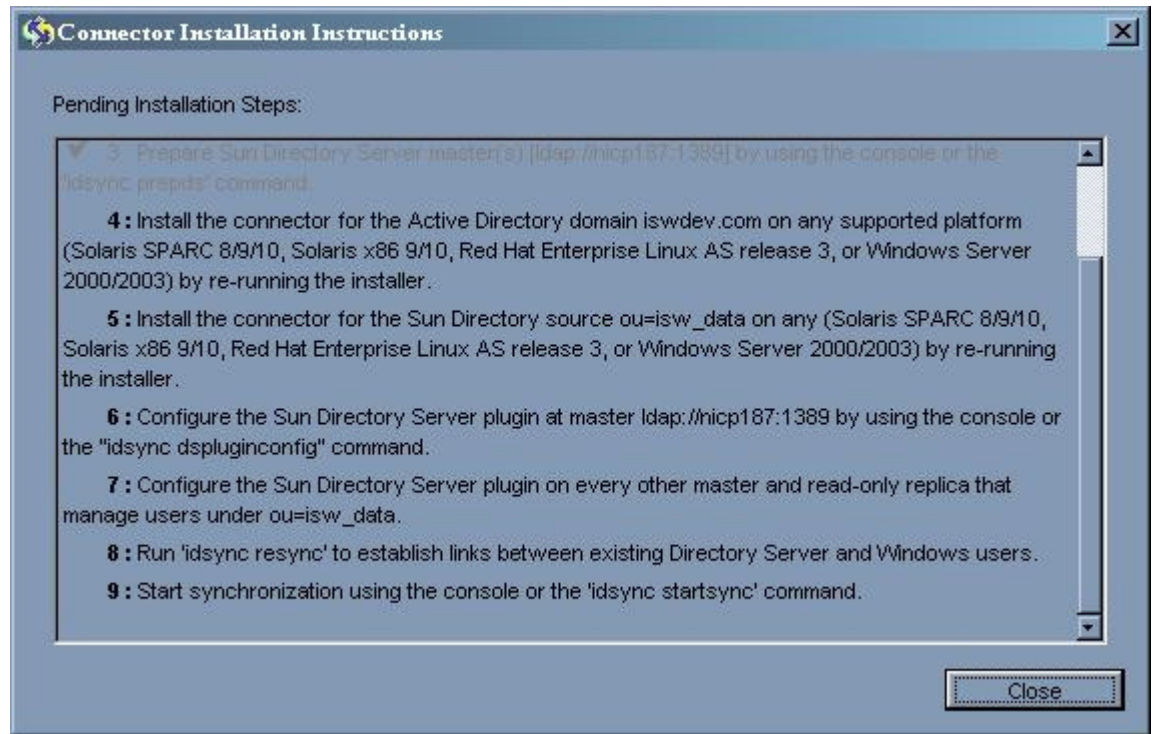 Connector Installation Instructions
Pending Installation Steps:
✔ 3 Prepare Sun Directory Server master(s) [ldap://hicp187:1389] by using the console or the
'idsync prepds' command.
4 : Install the connector for the Active Directory domain iswdev.com on any supported platform
(Solaris SPARC 8/9/10, Solaris x86 9/10, Red Hat Enterprise Linux AS release 3, or Windows Server
2000/2003) by re-running the installer.
5 : Install the connector for the Sun Directory source ou=isw_data on any (Solaris SPARC 8/9/10,
Solaris x86 9/10, Red Hat Enterprise Linux AS release 3, or Windows Server 2000/2003) by re-running
the installer.
6 : Configure the Sun Directory Server plugin at master ldap://hicp187:1389 by using the console or
the "idsync dspluginconfig" command.
7 : Configure the Sun Directory Server plugin on every other master and read-only replica that
manage users under ou=isw_data.
8 : Run 'idsync resync' to establish links between existing Directory Server and Windows users.
9 : Start synchronization using the console or the 'idsync startsync' command.
Close